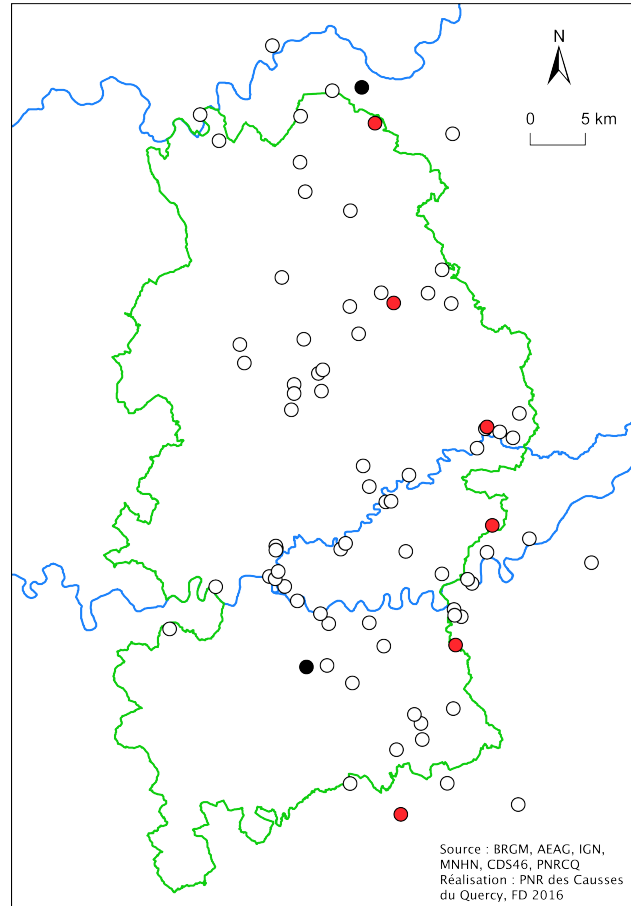 N
0 5 km
Source : BRGM, AEAG, IGN,
MNHN, CDS46, PNRCQ
Réalisation : PNR des Causses
du Quercy, FD 2016